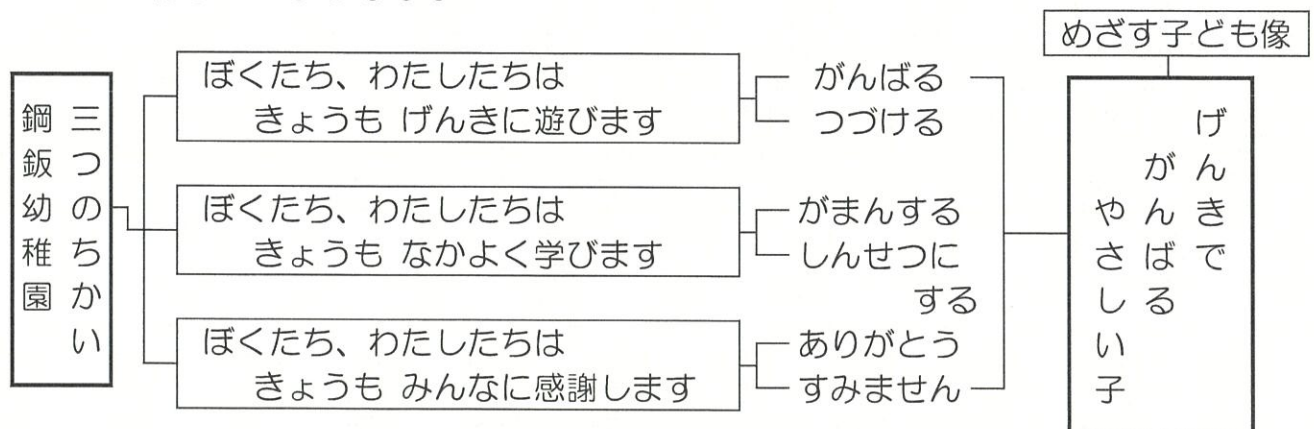 三つのちかい
鋼鈑幼稚園
ぼくたち、わたしたちは
きょうも げんきに遊びます
がんばる
つづける
ぼくたち、わたしたちは
きょうも なかよく学びます
がまんする
しんせつに
する
ぼくたち、わたしたちは
きょうも みんなに感謝します
ありがとう
すみません
めざす子ども像
げんきで
がんばる
やさしい子